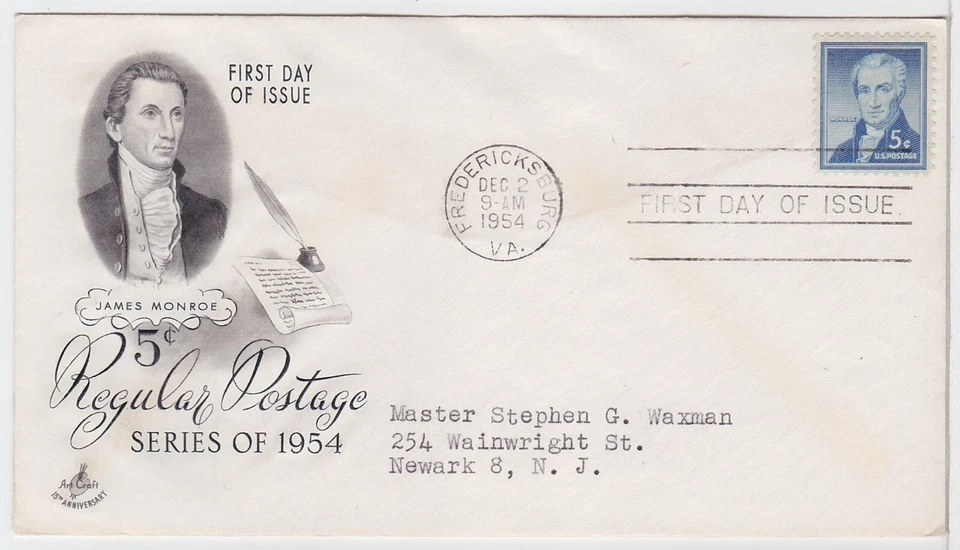 FIRST DAY
OF ISSUE
JAMES MONROE
5¢
Regular Postage
SERIES OF 1954
Art Craft
15TH ANNIVERSARY
FREDERICKSBURG
DEC 2
9-AM
1954
VA.
MONROE
5¢
U.S. POSTAGE
FIRST DAY OF ISSUE
Master Stephen G. Waxman
254 Wainwright St.
Newark 8, N. J.